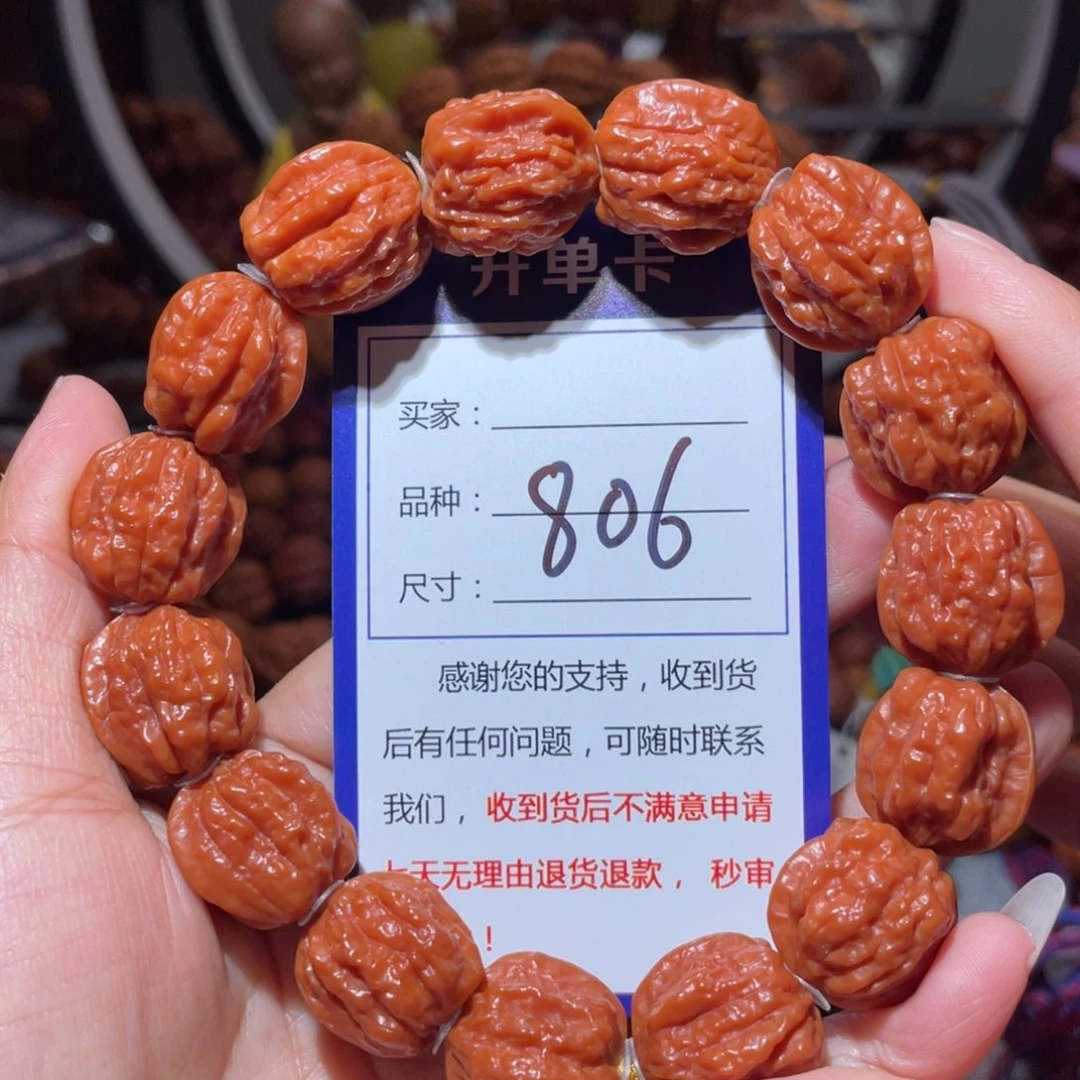 开单卡
买家：
品种：806
尺寸：
感谢您的支持，收到货
后有任何问题，可随时联系
我们，收到货后不满意申请
七天无理由退货退款，秒审
！